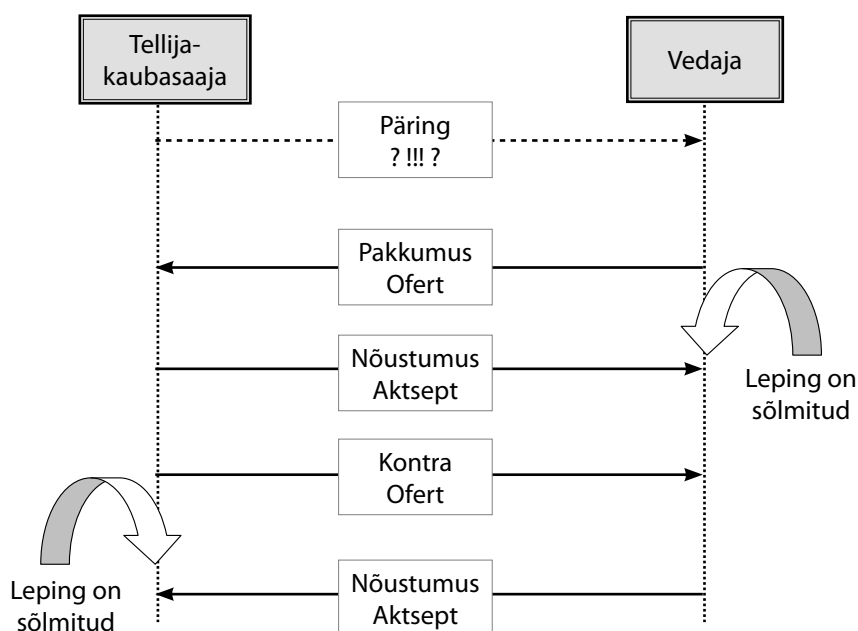 Tellija-
kaubasaaja
Vedaja
Päring
? !!! ?
Pakkumus
Ofert
Nõustumus
Aktsept
Leping on
sõlmitud
Kontra
Ofert
Leping on
sõlmitud
Nõustumus
Aktsept